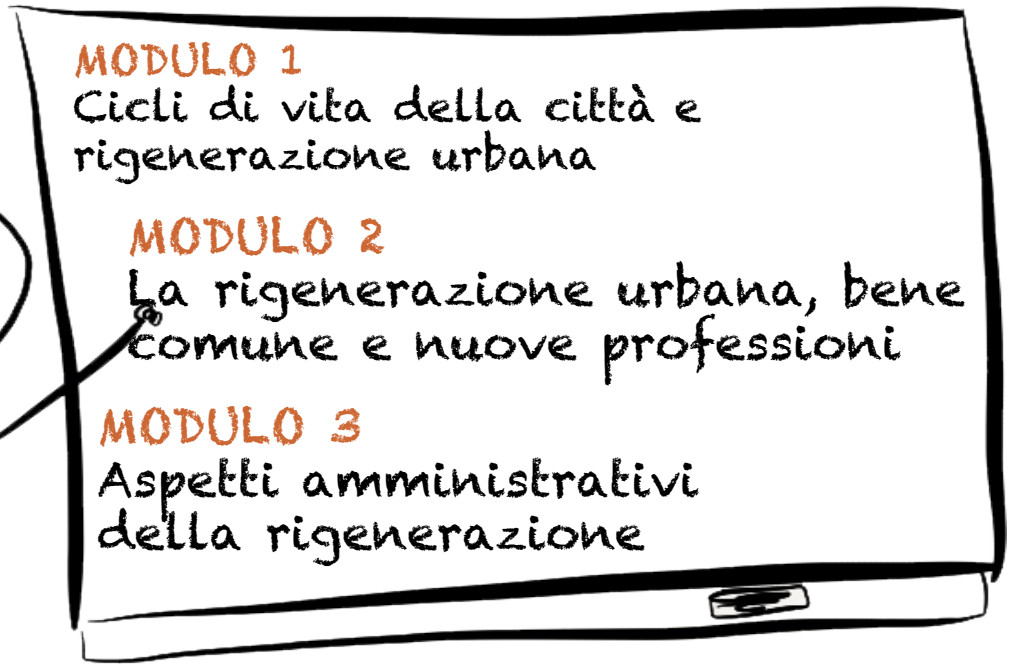 MODULO 1
Cicli di vita della città e
rigenerazione urbana
MODULO 2
La rigenerazione urbana, bene
comune e nuove professioni
MODULO 3
Aspetti amministrativi
della rigenerazione